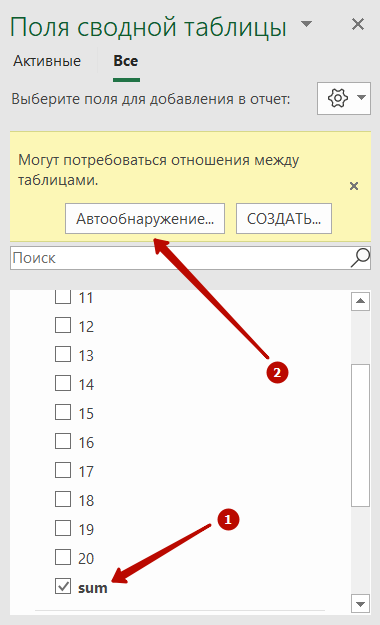 Поля сводной таблицы
Активные Все
Выберите поля для добавления в отчет:
Могут потребоваться отношения между
таблицами.
Автообнаружение... СОЗДАТЬ...
Поиск
11
12
13
14
15
16
17
18
19
20
sum
2
1